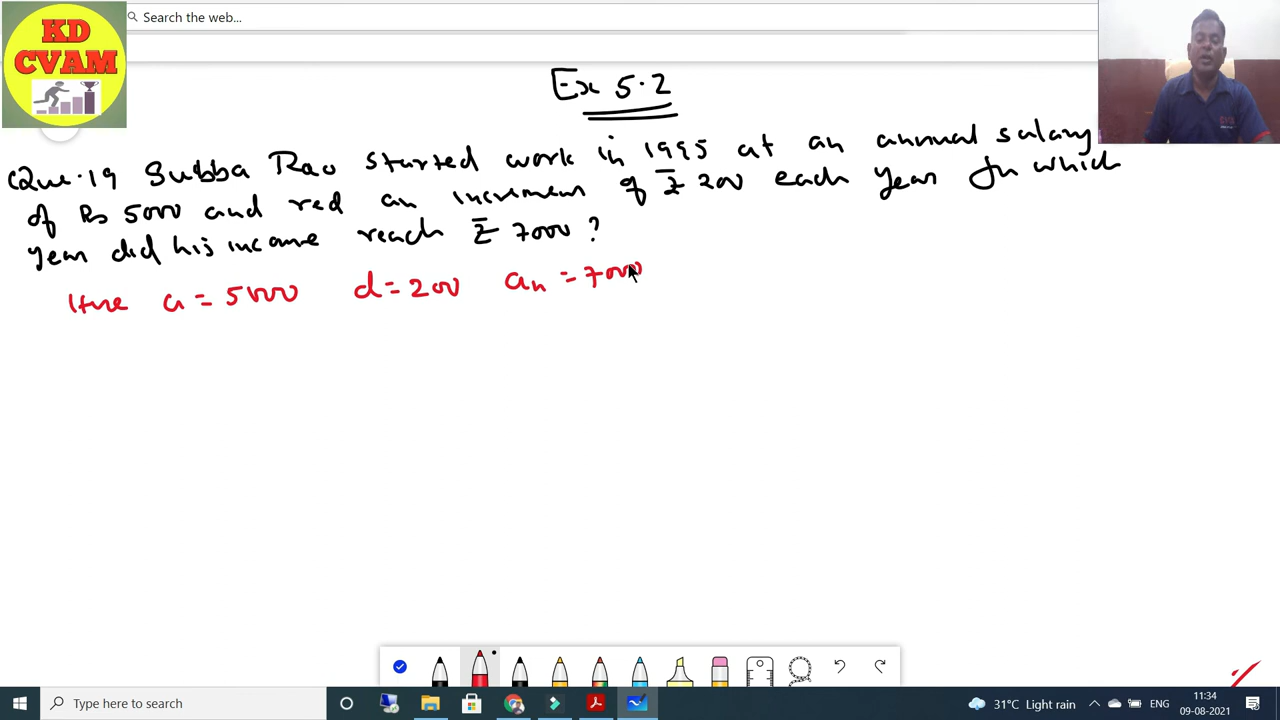 KD
CVAM
Search the web...
Ex 5.2
Que.19 Subba Rao started work in 1995 at an annual salary
of Rs 5000 and red an increment of ₹ 200 each year In which
year did his income reach ₹ 7000 ?
Here a = 5000 d = 200 an = 7000
Type here to search
31°C Light rain
ENG
11:34
09-08-2021